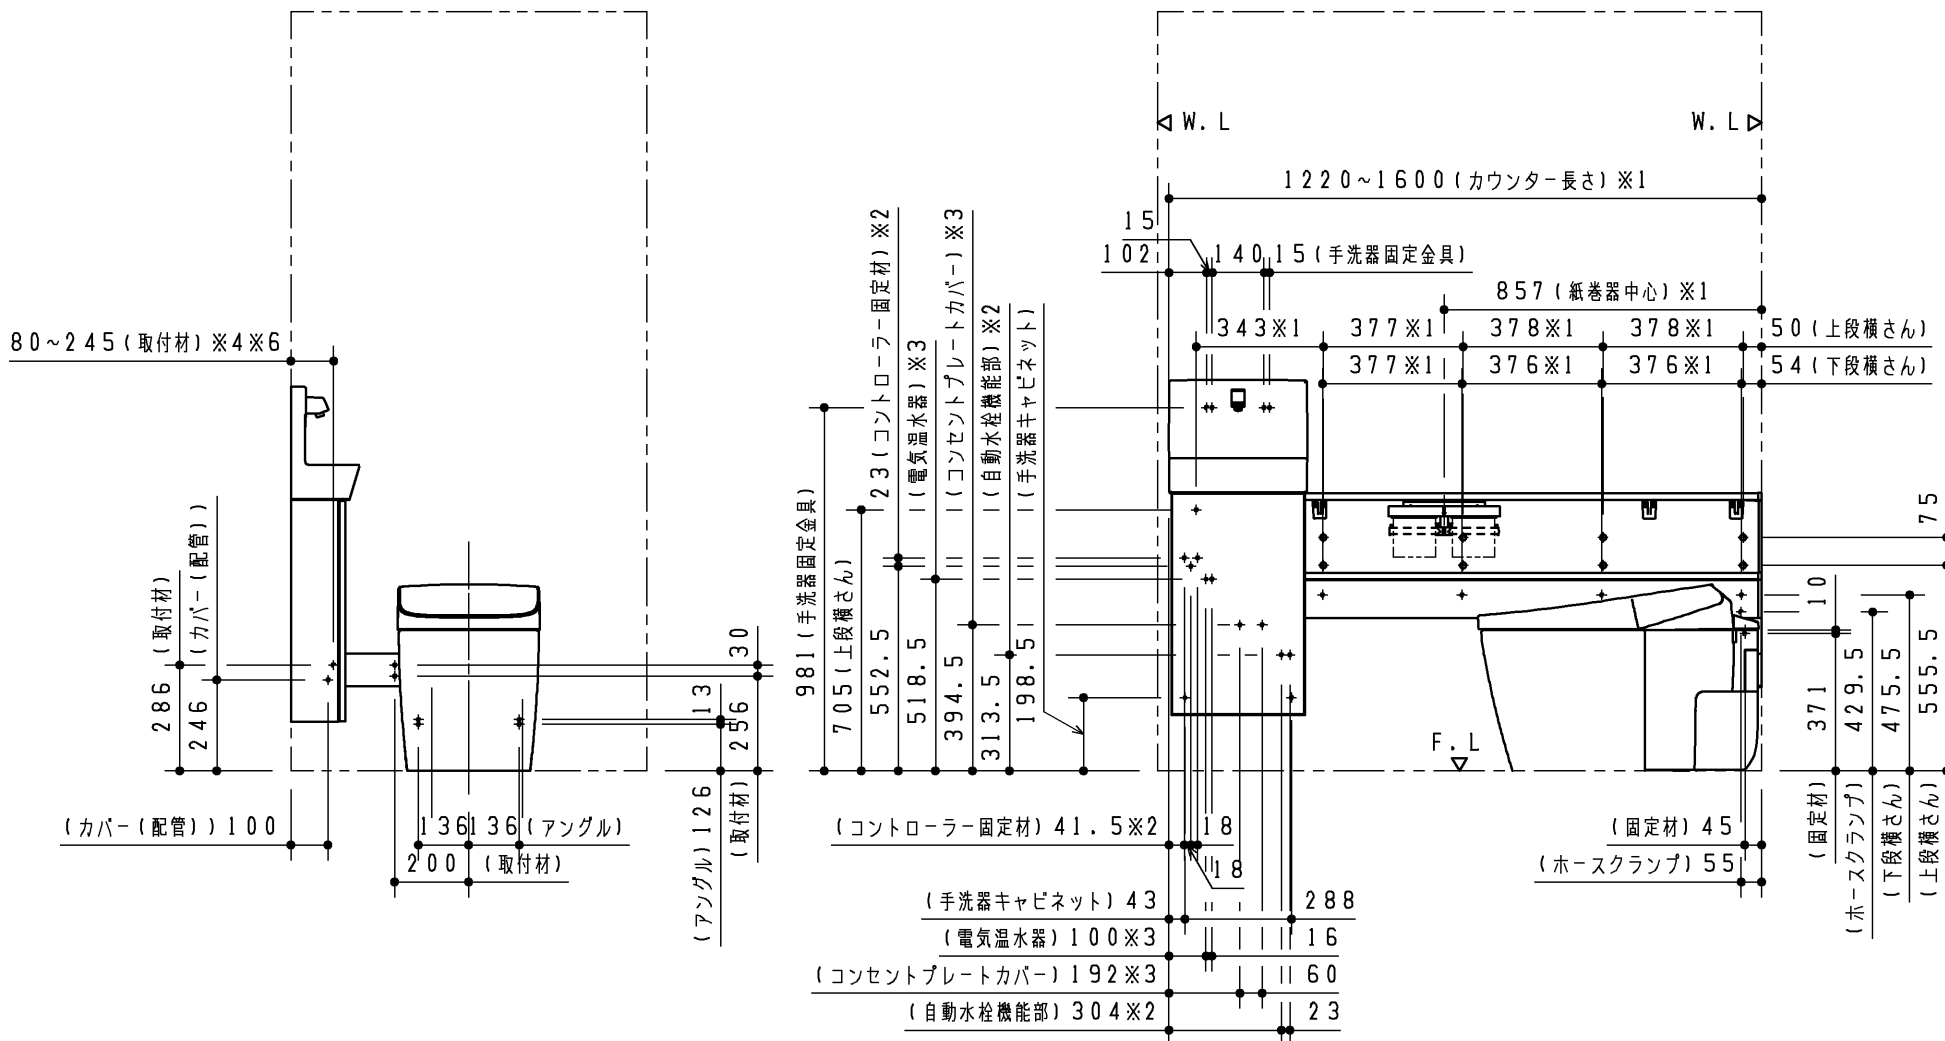 W.L
W.L
1220~1600(カウンター長さ)※1
15
102
140
15(手洗器固定金具)
857(紙巻器中心)※1
343※1
377※1
378※1
378※1
50(上段横さん)
377※1
376※1
376※1
54(下段横さん)
80~245(取付材)※4※6
23(コントローラー固定材)※2
(電気温水器)※3
(コンセントプレートカバー)※3
(自動水栓機能部)※2
(手洗器キャビネット)
981(手洗器固定金具)
705(上段横さん)
552.5
518.5
394.5
313.5
198.5
(取付材)
286
(カバー(配管))
246
30
13
256
(取付材)
(アングル)126
75
10
371
(固定材)
429.5
(ホースクランプ)
475.5
(下段横さん)
555.5
(上段横さん)
F.L
(カバー(配管))100
136
136(アングル)
200
(取付材)
(コントローラー固定材)41.5※2
18
18
(固定材)45
(ホースクランプ)55
(手洗器キャビネット)43
288
(電気温水器)100※3
16
(コンセントプレートカバー)192※3
60
(自動水栓機能部)304※2
23